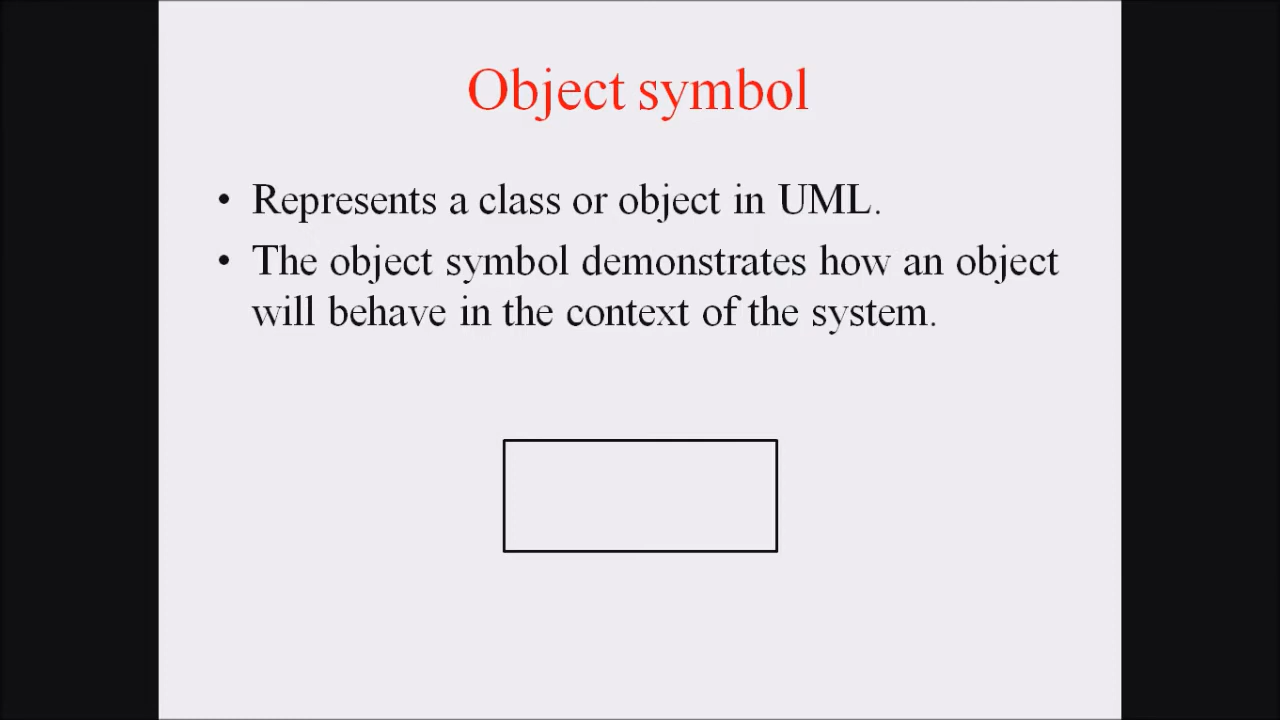 Object symbol
• Represents a class or object in UML.
• The object symbol demonstrates how an object
will behave in the context of the system.